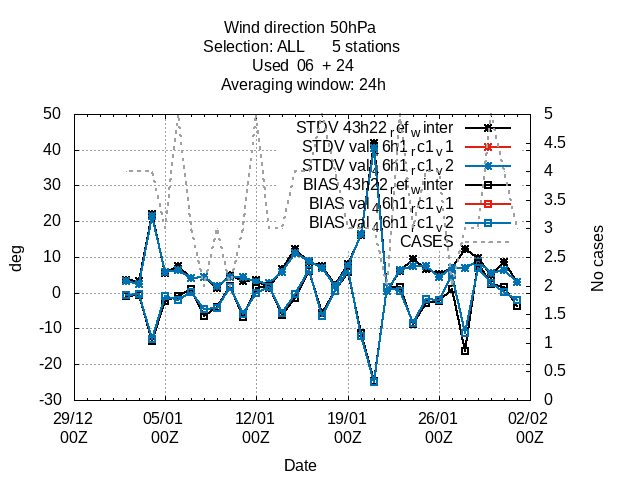 Wind direction 50hPa
Selection: ALL 5 stations
Used 06 + 24
Averaging window: 24h
STDV 43h22ref_winter
STDV val_46h1_rc1_v1
STDV val_46h1_rc1_v2
BIAS 43h22ref_winter
BIAS val_46h1_rc1_v1
BIAS val_46h1_rc1_v2
CASES
deg
50
40
30
20
10
0
-10
-20
-30
5
4.5
4
3.5
3
2.5
2
1.5
1
0.5
0
No cases
29/12 05/01 12/01 19/01 26/01 02/02
00Z 00Z 00Z 00Z 00Z 00Z
Date